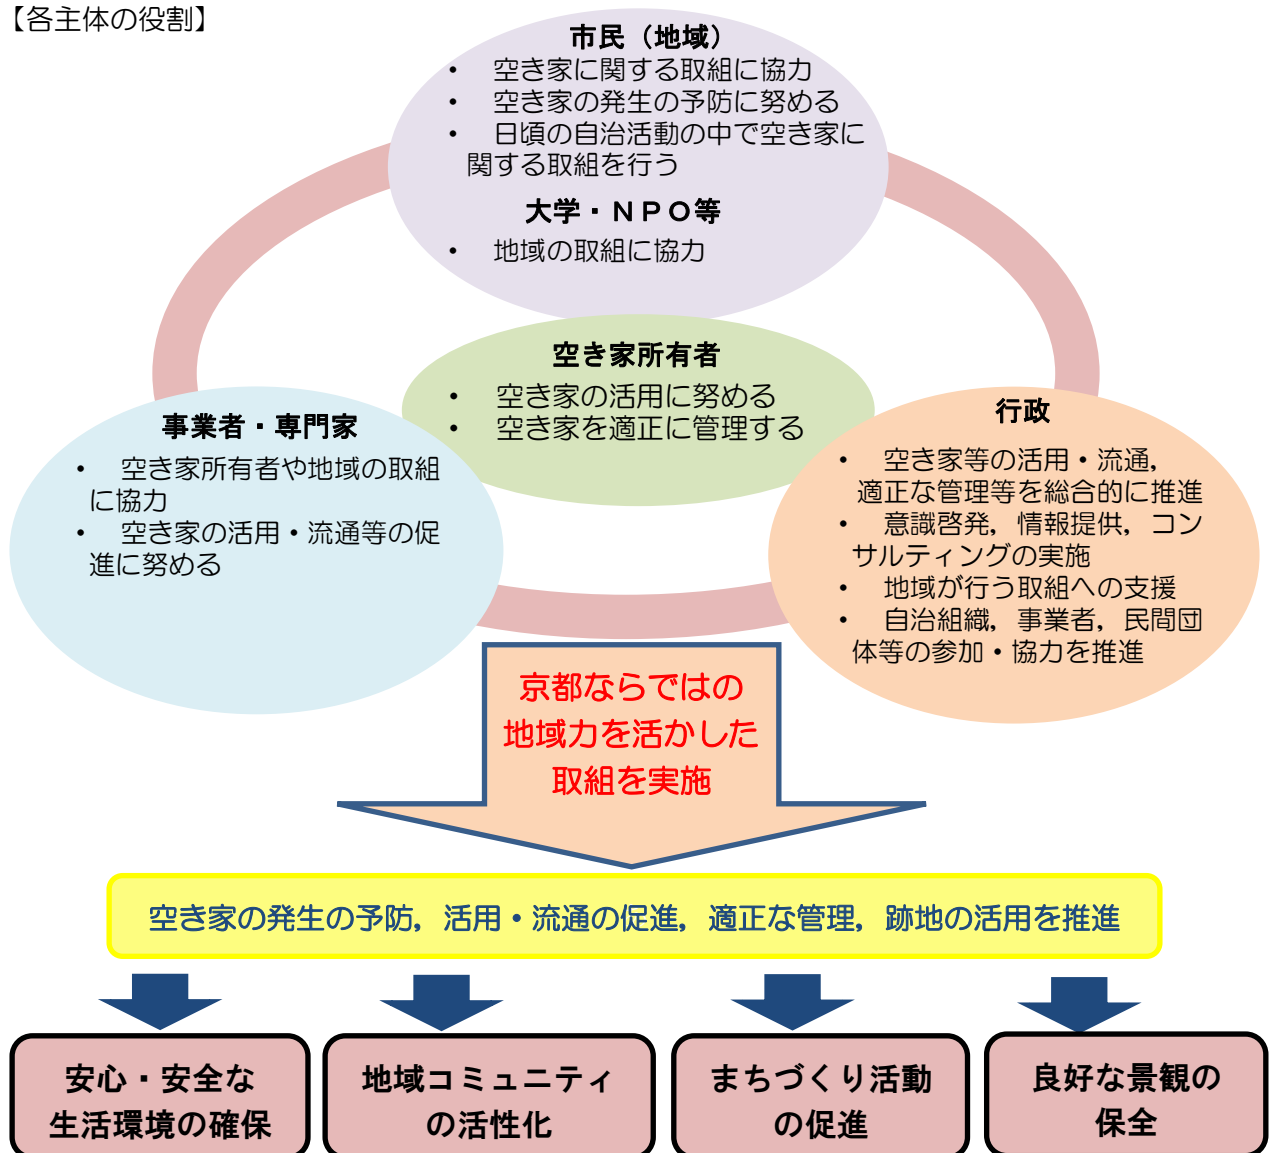 【各主体の役割】
市民（地域）
・ 空き家に関する取組に協力
・ 空き家の発生の予防に努める
・ 日頃の自治活動の中で空き家に
関する取組を行う
大学・ＮＰＯ等
・ 地域の取組に協力
空き家所有者
・ 空き家の活用に努める
・ 空き家を適正に管理する
事業者・専門家
・ 空き家所有者や地域の取組
に協力
・ 空き家の活用・流通等の促
進に努める
行政
・ 空き家等の活用・流通，
適正な管理等を総合的に推進
・ 意識啓発，情報提供，コン
サルティングの実施
・ 地域が行う取組への支援
・ 自治組織，事業者，民間団
体等の参加・協力を推進
京都ならではの
地域力を活かした
取組を実施
空き家の発生の予防，活用・流通の促進，適正な管理，跡地の活用を推進
安心・安全な
生活環境の確保
地域コミュニティ
の活性化
まちづくり活動
の促進
良好な景観の
保全